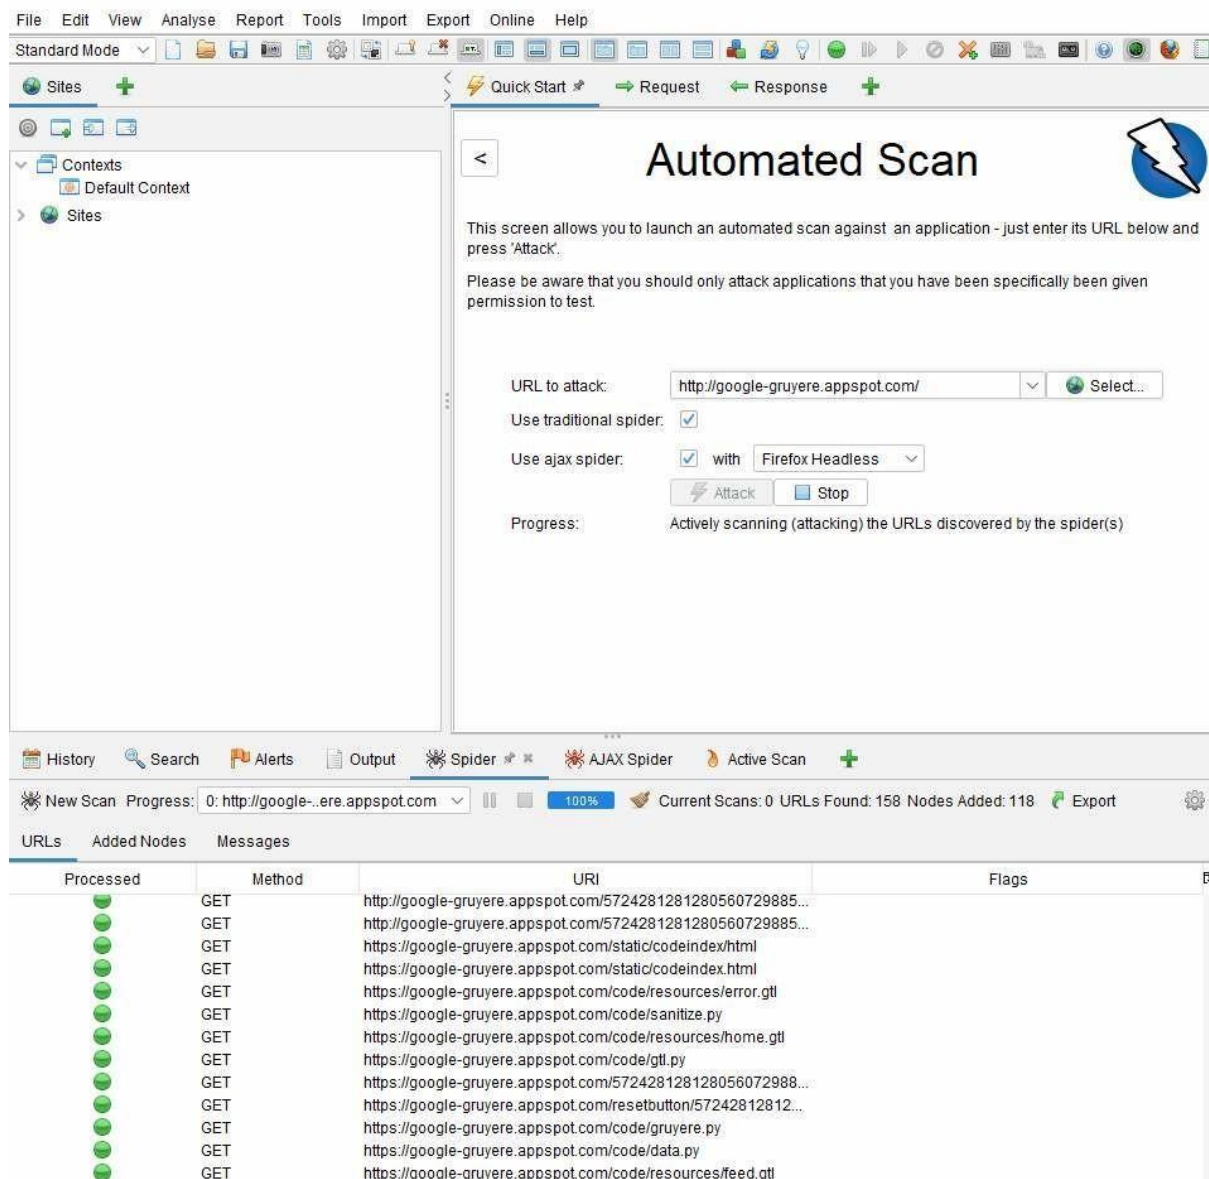 File Edit View Analyse Report Tools Import Export Online Help
Standard Mode
Sites
Quick Start Request Response
Contexts
Default Context
Sites
<
Automated Scan
This screen allows you to launch an automated scan against an application - just enter its URL below and
press 'Attack'.
Please be aware that you should only attack applications that you have been specifically been given
permission to test.
URL to attack: http://google-gruyere.appspot.com/ Select...
Use traditional spider:
Use ajax spider: with Firefox Headless
Attack Stop
Progress: Actively scanning (attacking) the URLs discovered by the spider(s)
History Search Alerts Output Spider AJAX Spider Active Scan
New Scan Progress: 0: http://google-..ere.appspot.com 100% Current Scans: 0 URLs Found: 158 Nodes Added: 118 Export
URLs Added Nodes Messages
Processed Method URI Flags
GET http://google-gruyere.appspot.com/5724281281280560729885...
GET http://google-gruyere.appspot.com/5724281281280560729885...
GET https://google-gruyere.appspot.com/static/codeindex/html
GET https://google-gruyere.appspot.com/static/codeindex.html
GET https://google-gruyere.appspot.com/code/resources/error.gtl
GET https://google-gruyere.appspot.com/code/sanitize.py
GET https://google-gruyere.appspot.com/code/resources/home.gtl
GET https://google-gruyere.appspot.com/code/gtl.py
GET https://google-gruyere.appspot.com/572428128128056072988...
GET https://google-gruyere.appspot.com/resetbutton/57242812812...
GET https://google-gruyere.appspot.com/code/gruyere.py
GET https://google-gruyere.appspot.com/code/data.py
GET https://google-gruyere.appspot.com/code/resources/feed.gtl